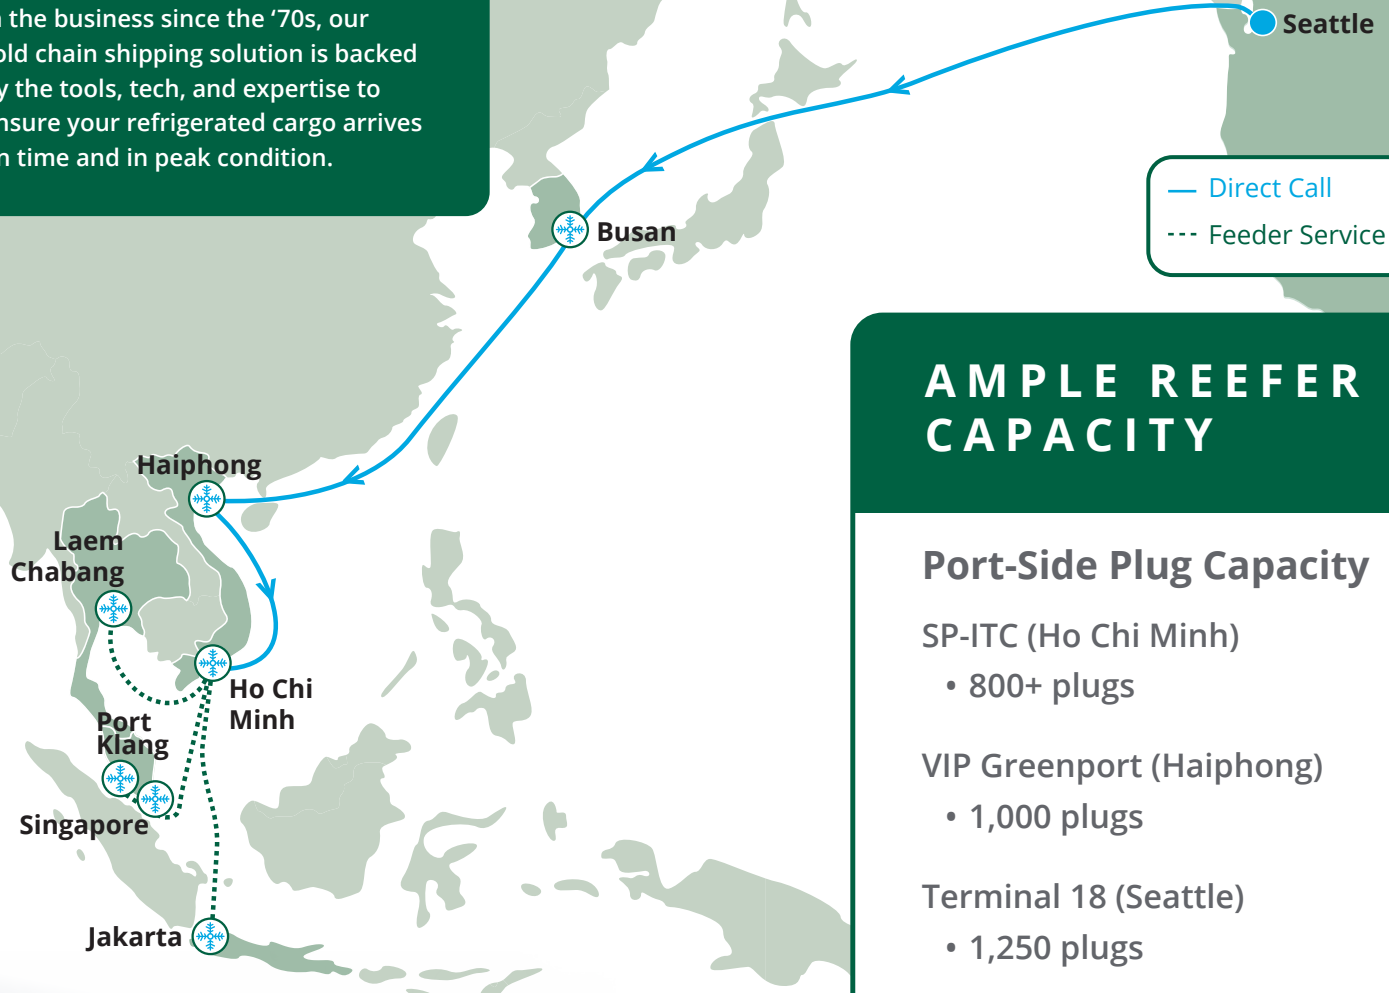 the business since the ‘70s, our
old chain shipping solution is backed
the tools, tech, and expertise to
nsure your refrigerated cargo arrives
n time and in peak condition.
Seattle
Direct Call
Feeder Service
Busan
Haiphong
Laem
Chabang
Ho Chi
Minh
Port
Klang
Singapore
Jakarta
AMPLE REEFER
CAPACITY
Port-Side Plug Capacity
SP-ITC (Ho Chi Minh)
• 800+ plugs
VIP Greenport (Haiphong)
• 1,000 plugs
Terminal 18 (Seattle)
• 1,250 plugs